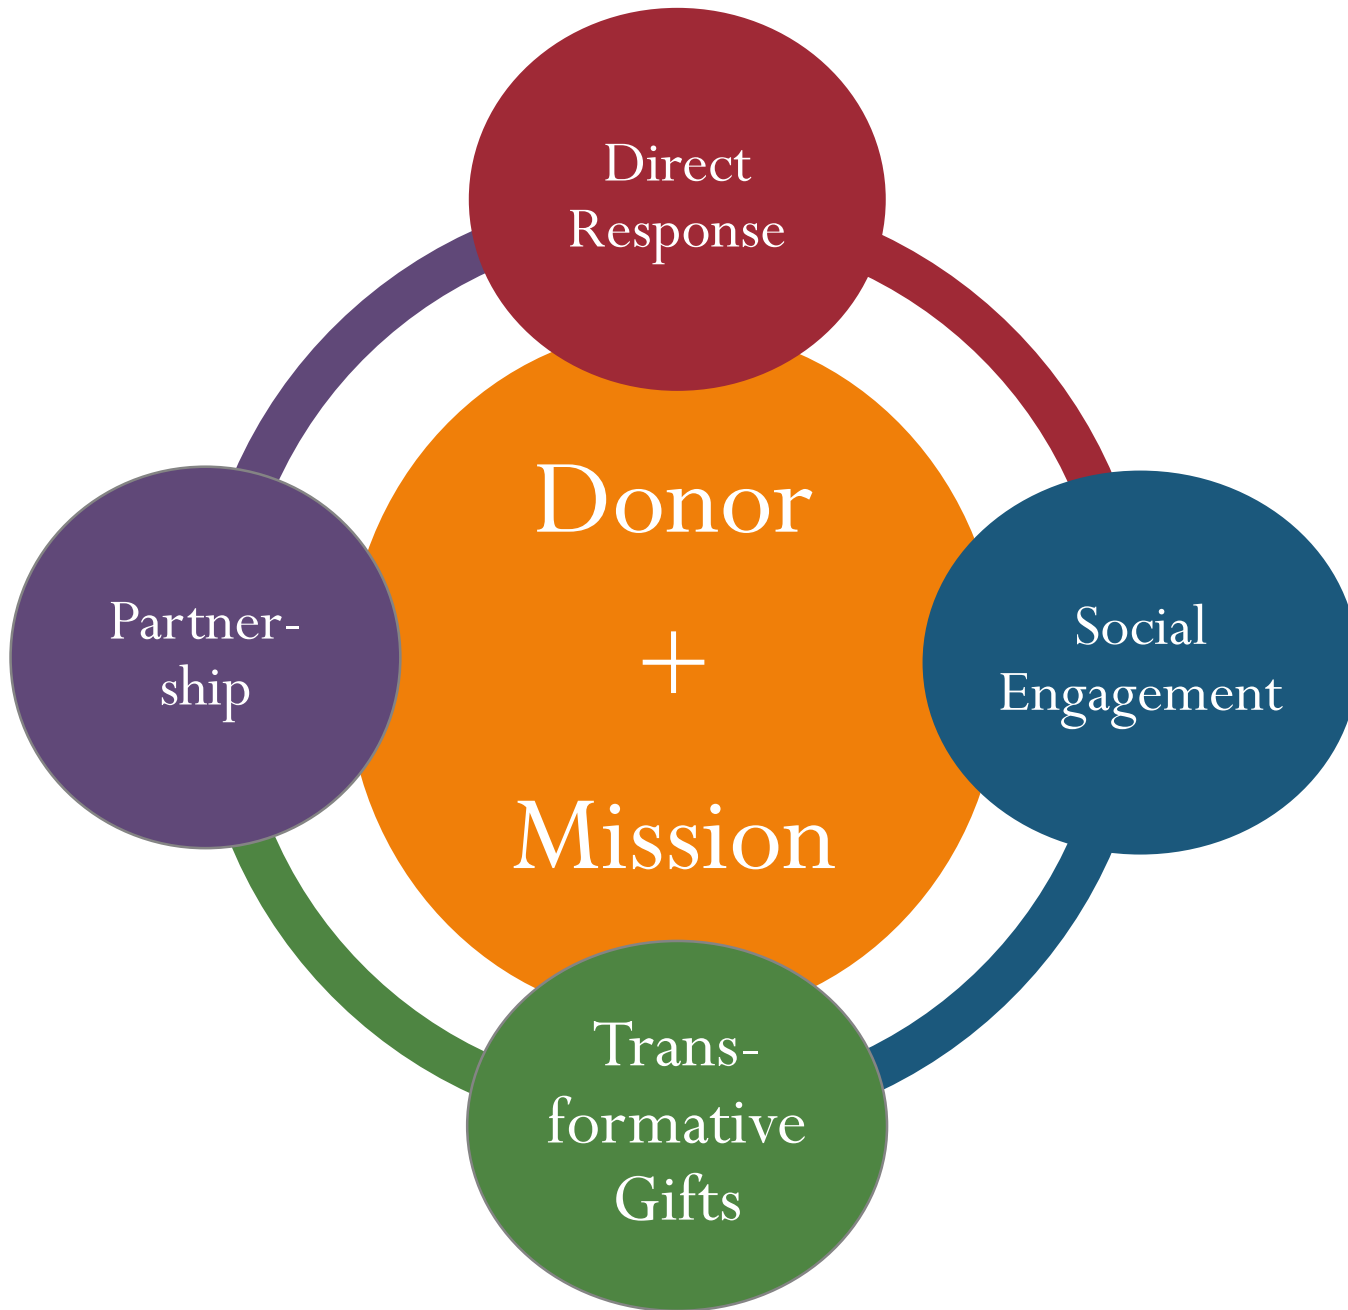 Direct
Response
Donor
+
Mission
Partner-
ship
Social
Engagement
Trans-
formative
Gifts